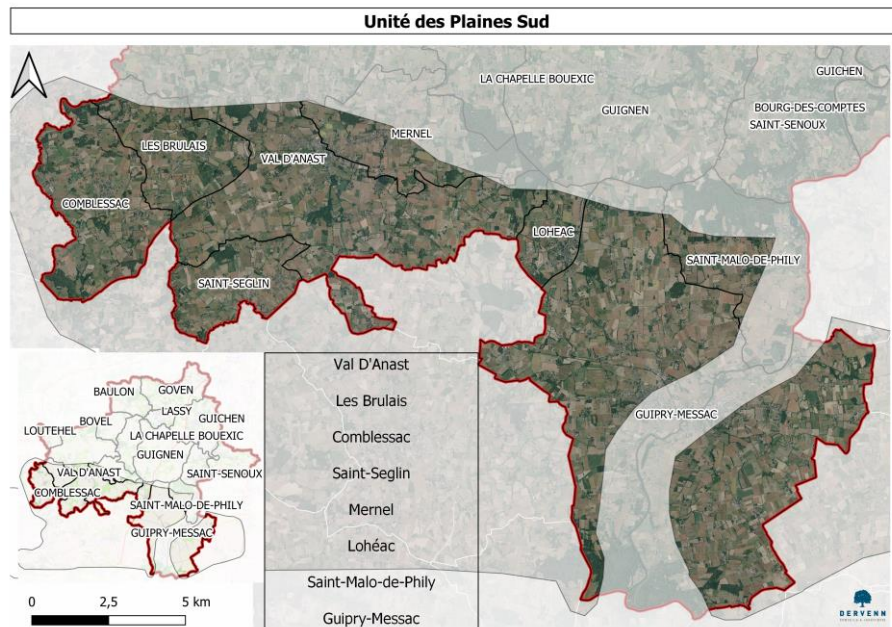 Unité des Plaines Sud
LA CHAPELLE BOUEXIC
GUICHEN
GUIGNEN
BOURG-DES-COMPTES
SAINT-SENOUX
MERNEL
LES BRULAIS
VAL D'ANAST
COMBLESSAC
LOHEAC
SAINT-SEGLIN
SAINT-MALO-DE-PHILY
GUIPRY-MESSAC
BAULON
GOVEN
LASSY
BOVEL
GUICHEN
LOUTEHEL
LA CHAPELLE BOUEXIC
GUIGNEN
VAL D'ANAST
SAINT-SENOUX
COMBLESSAC
SAINT-MALO-DE-PHILY
GUIPRY-MESSAC
0 2,5 5 km
Val D'Anast
Les Brulais
Comblessac
Saint-Seglin
Mernel
Lohéac
Saint-Malo-de-Phily
Guipry-Messac
DERVENN